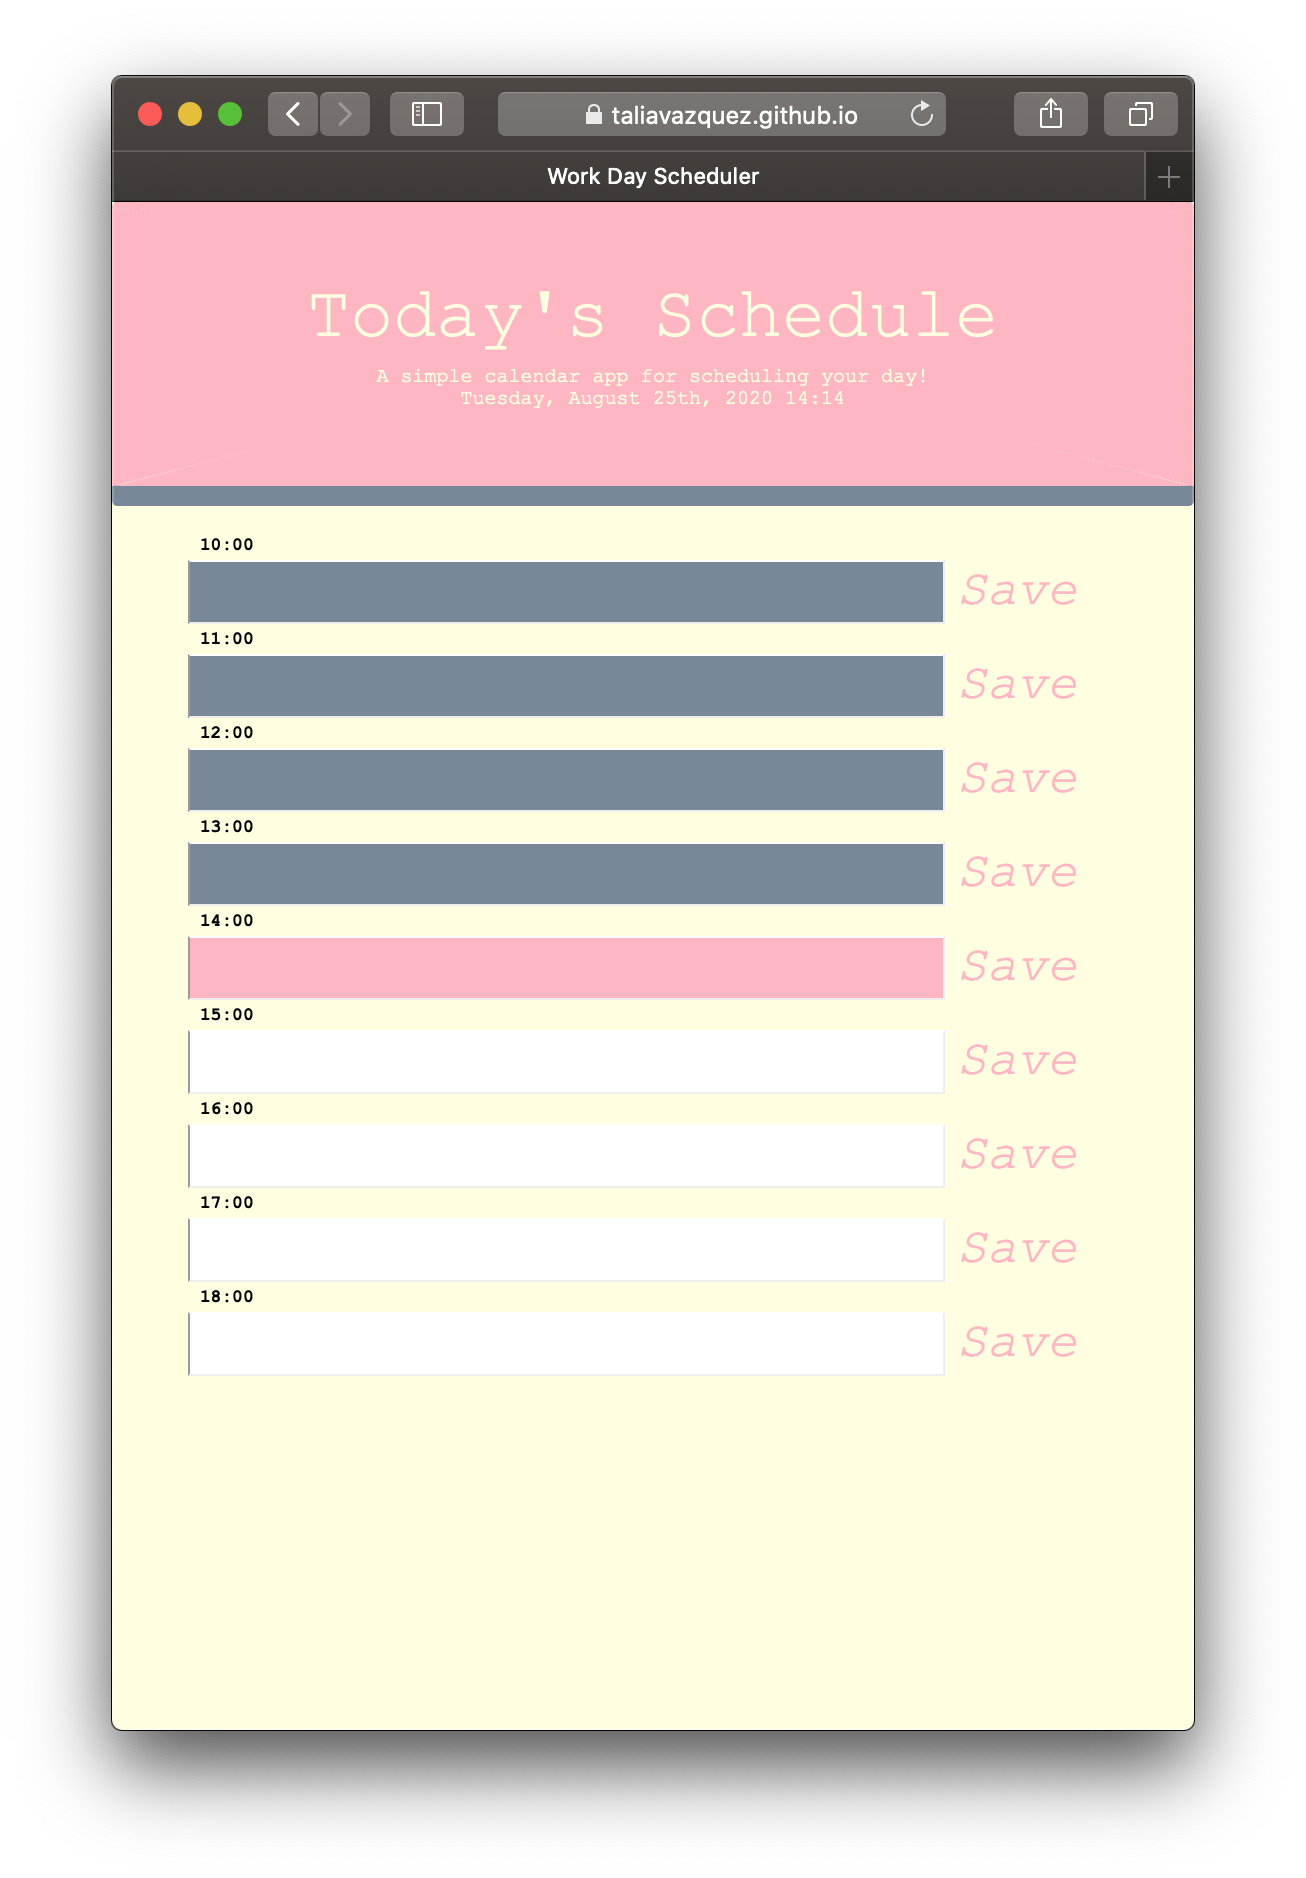 taliavazquez.github.io
Work Day Scheduler
Today's Schedule
A simple calendar app for scheduling your day!
Tuesday, August 25th, 2020 14:14
10:00
Save
11:00
Save
12:00
Save
13:00
Save
14:00
Save
15:00
Save
16:00
Save
17:00
Save
18:00
Save